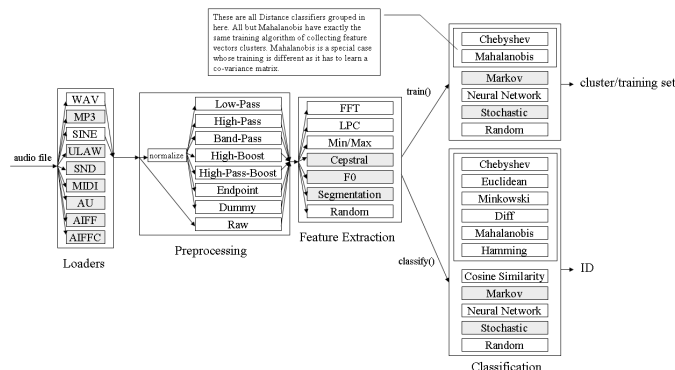 These are all Distance classifiers grouped in
here. All but Mahalanobis have exactly the
same training algorithm of collecting feature
vectors clusters. Mahalanobis is a special case
whose training is different as it has to learn a
co-variance matrix.
audio file
WAV
MP3
SINE
ULAW
SND
MIDI
AU
AIFF
AIFFC
Loaders
normalize
Low-Pass
High-Pass
Band-Pass
High-Boost
High-Pass-Boost
Endpoint
Dummy
Raw
Preprocessing
FFT
LPC
Min/Max
Cepstral
F0
Segmentation
Random
Feature Extraction
train()
Chebyshev
Mahalanobis
Markov
Neural Network
Stochastic
Random
cluster/training set
classify()
Chebyshev
Euclidean
Minkowski
Diff
Mahalanobis
Hamming
Cosine Similarity
Markov
Neural Network
Stochastic
Random
ID
Classification